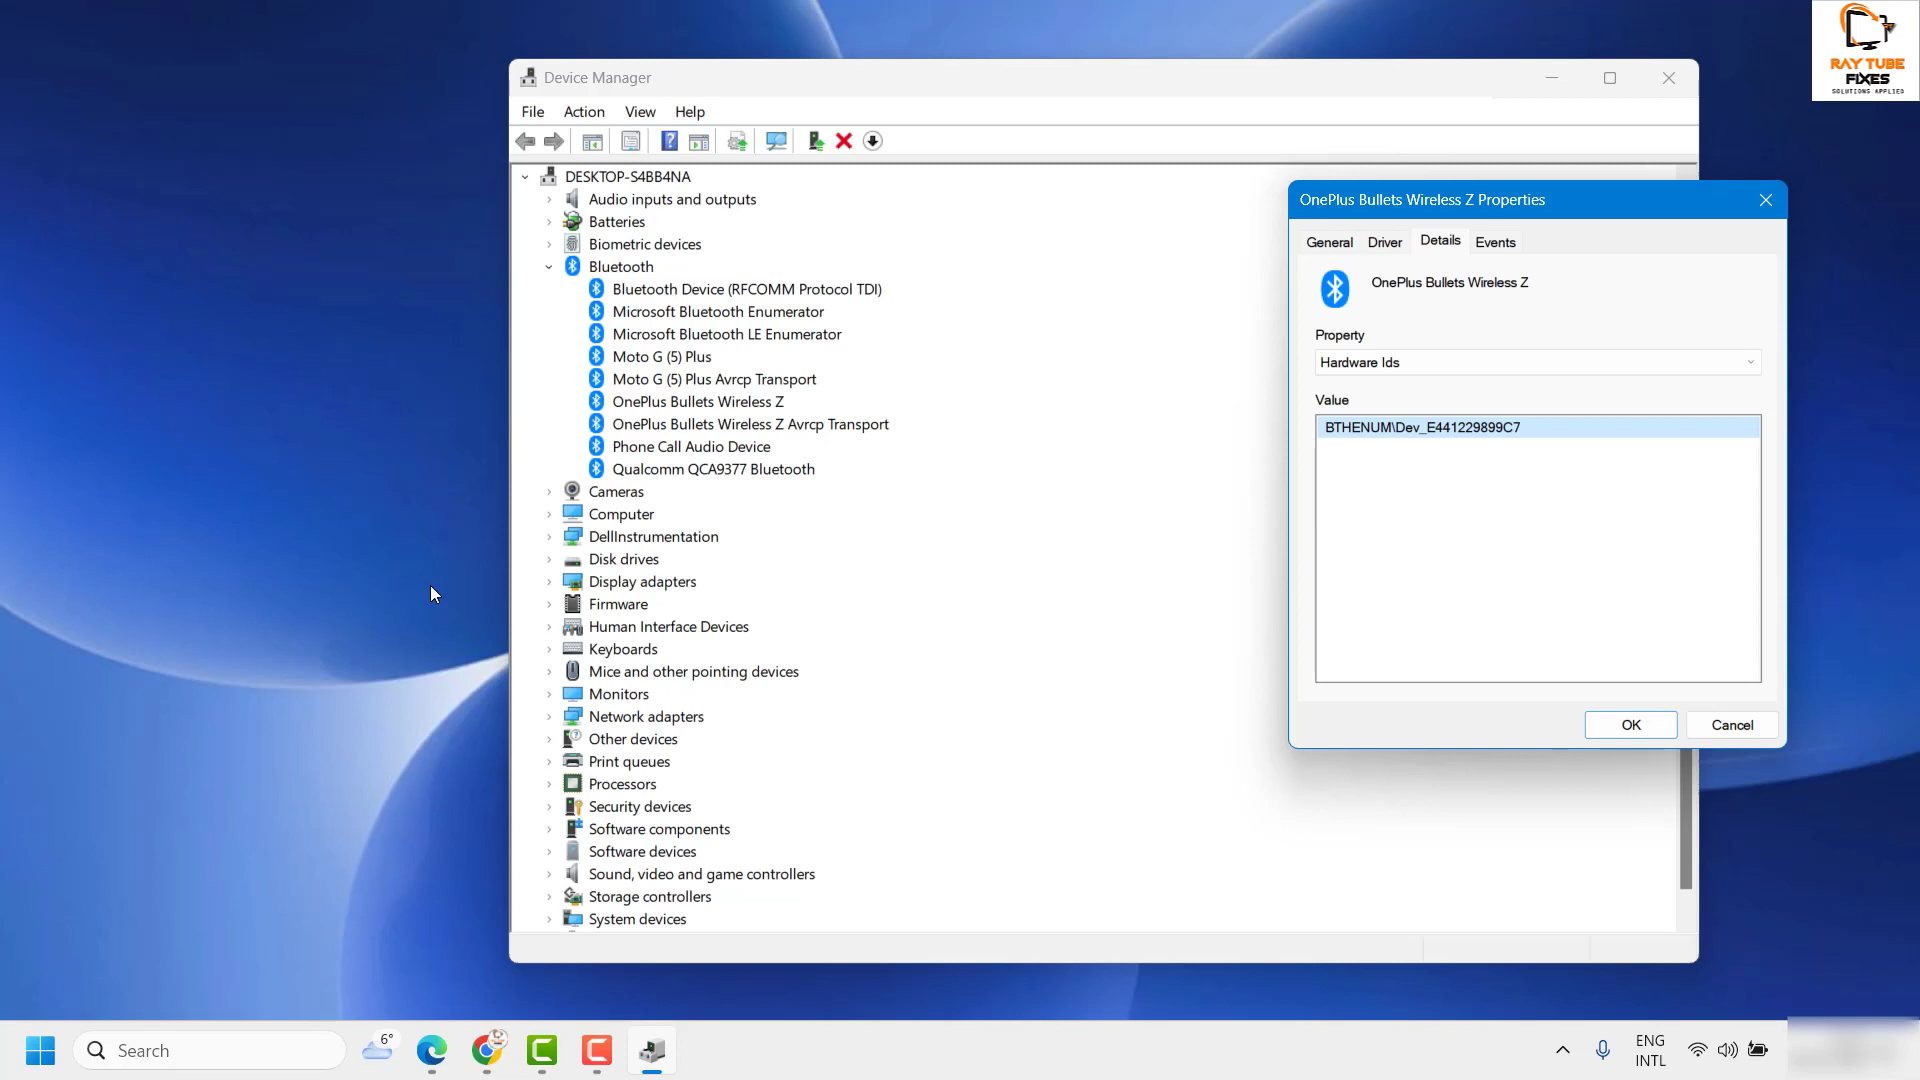 RAY TUBE
FIXES
SOLUTIONS APPLIED
Device Manager
File Action View Help
DESKTOP-S4BB4NA
Audio inputs and outputs
Batteries
Biometric devices
Bluetooth
Bluetooth Device (RFCOMM Protocol TDI)
Microsoft Bluetooth Enumerator
Microsoft Bluetooth LE Enumerator
Moto G (5) Plus
Moto G (5) Plus Avrcp Transport
OnePlus Bullets Wireless Z
OnePlus Bullets Wireless Z Avrcp Transport
Phone Call Audio Device
Qualcomm QCA9377 Bluetooth
Cameras
Computer
DellInstrumentation
Disk drives
Display adapters
Firmware
Human Interface Devices
Keyboards
Mice and other pointing devices
Monitors
Network adapters
Other devices
Print queues
Processors
Security devices
Software components
Software devices
Sound, video and game controllers
Storage controllers
System devices
OnePlus Bullets Wireless Z Properties
General Driver Details Events
OnePlus Bullets Wireless Z
Property
Hardware Ids
Value
BTHENUM\Dev_E441229899C7
OK Cancel
Search
6°
ENG
INTL